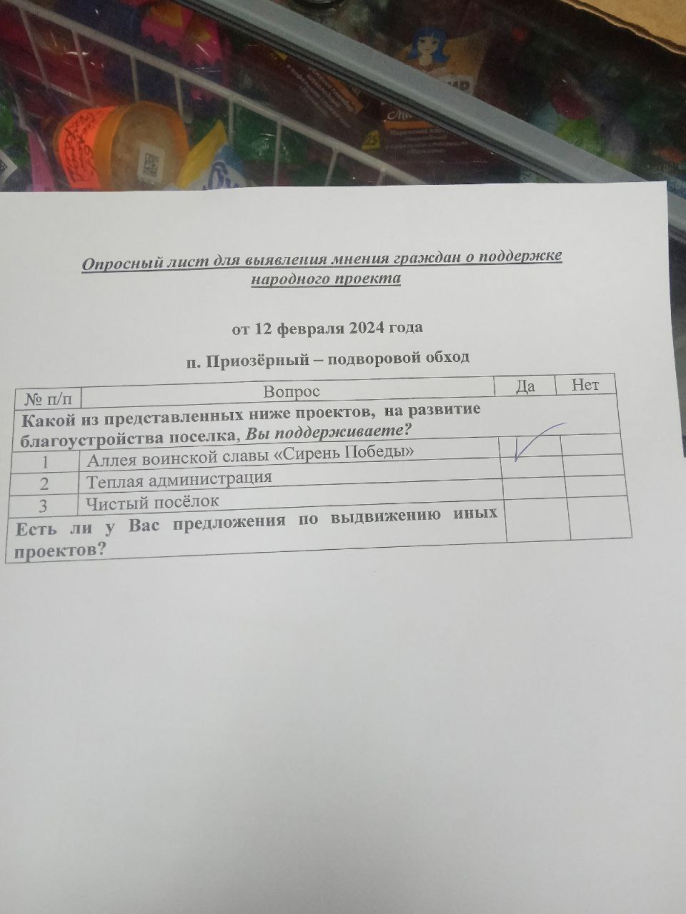 Опросный лист для выявления мнения граждан о поддержке
народного проекта
от 12 февраля 2024 года
п. Приозёрный – подворовой обход
№ п/п Вопрос Да Нет
Какой из представленных ниже проектов, на развитие
благоустройства поселка, Вы поддерживаете?
1 Аллея воинской славы «Сирень Победы»
2 Теплая администрация
3 Чистый посёлок
Есть ли у Вас предложения по выдвижению иных
проектов?